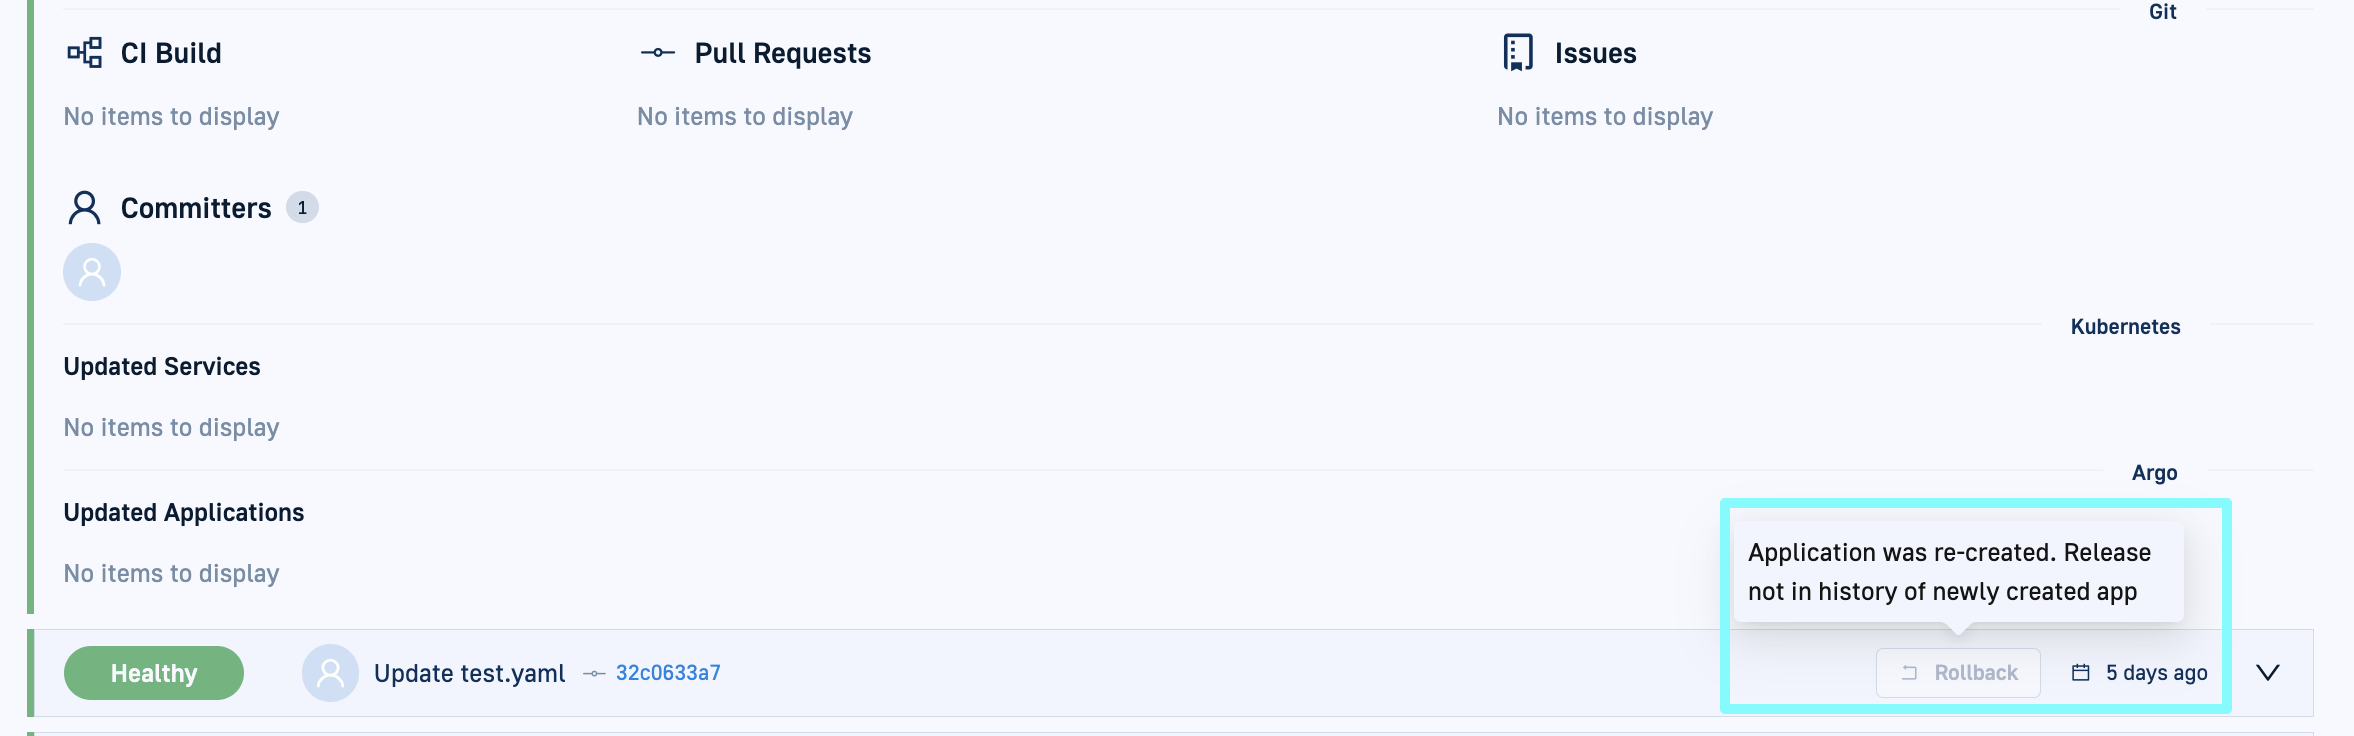 Git
CI Build
Pull Requests
Issues
No items to display
No items to display
No items to display
Committers 1
Kubernetes
Updated Services
No items to display
Argo
Updated Applications
No items to display
Application was re-created. Release
not in history of newly created app
Healthy Update test.yaml 32c0633a7 Rollback 5 days ago